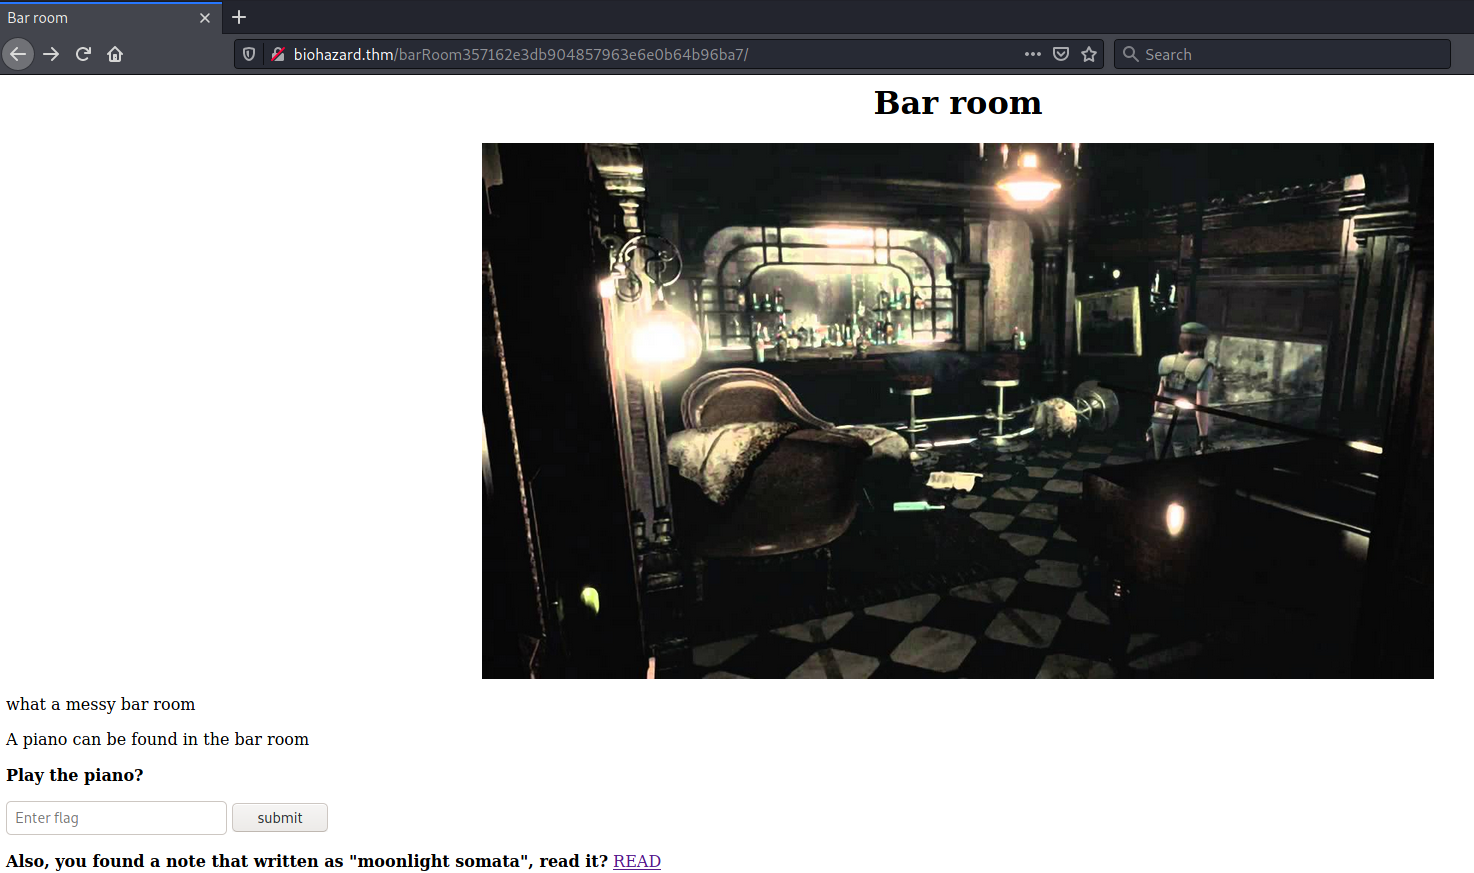 Bar room
biohazard.thm/barRoom357162e3db904857963e6e0b64b96ba7/
Search
Bar room
what a messy bar room
A piano can be found in the bar room
Play the piano?
Enter flag submit
Also, you found a note that written as "moonlight somata", read it? READ